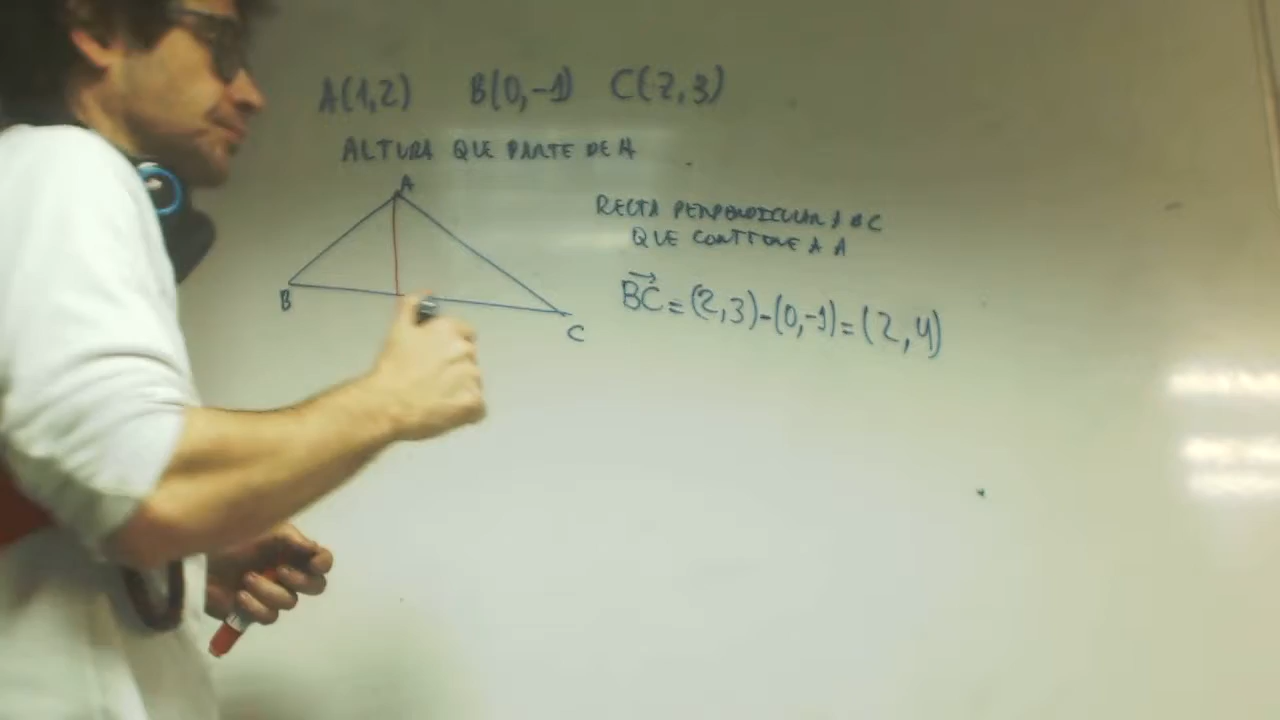 A(1,2) B(0,-1) C(2,3)
ALTURA QUE PARTE DE A
A
B
C
RECTA PERPENDICULAR A BC
QUE CONTIENE A A
BC = (2,3)-(0,-1) = (2,4)